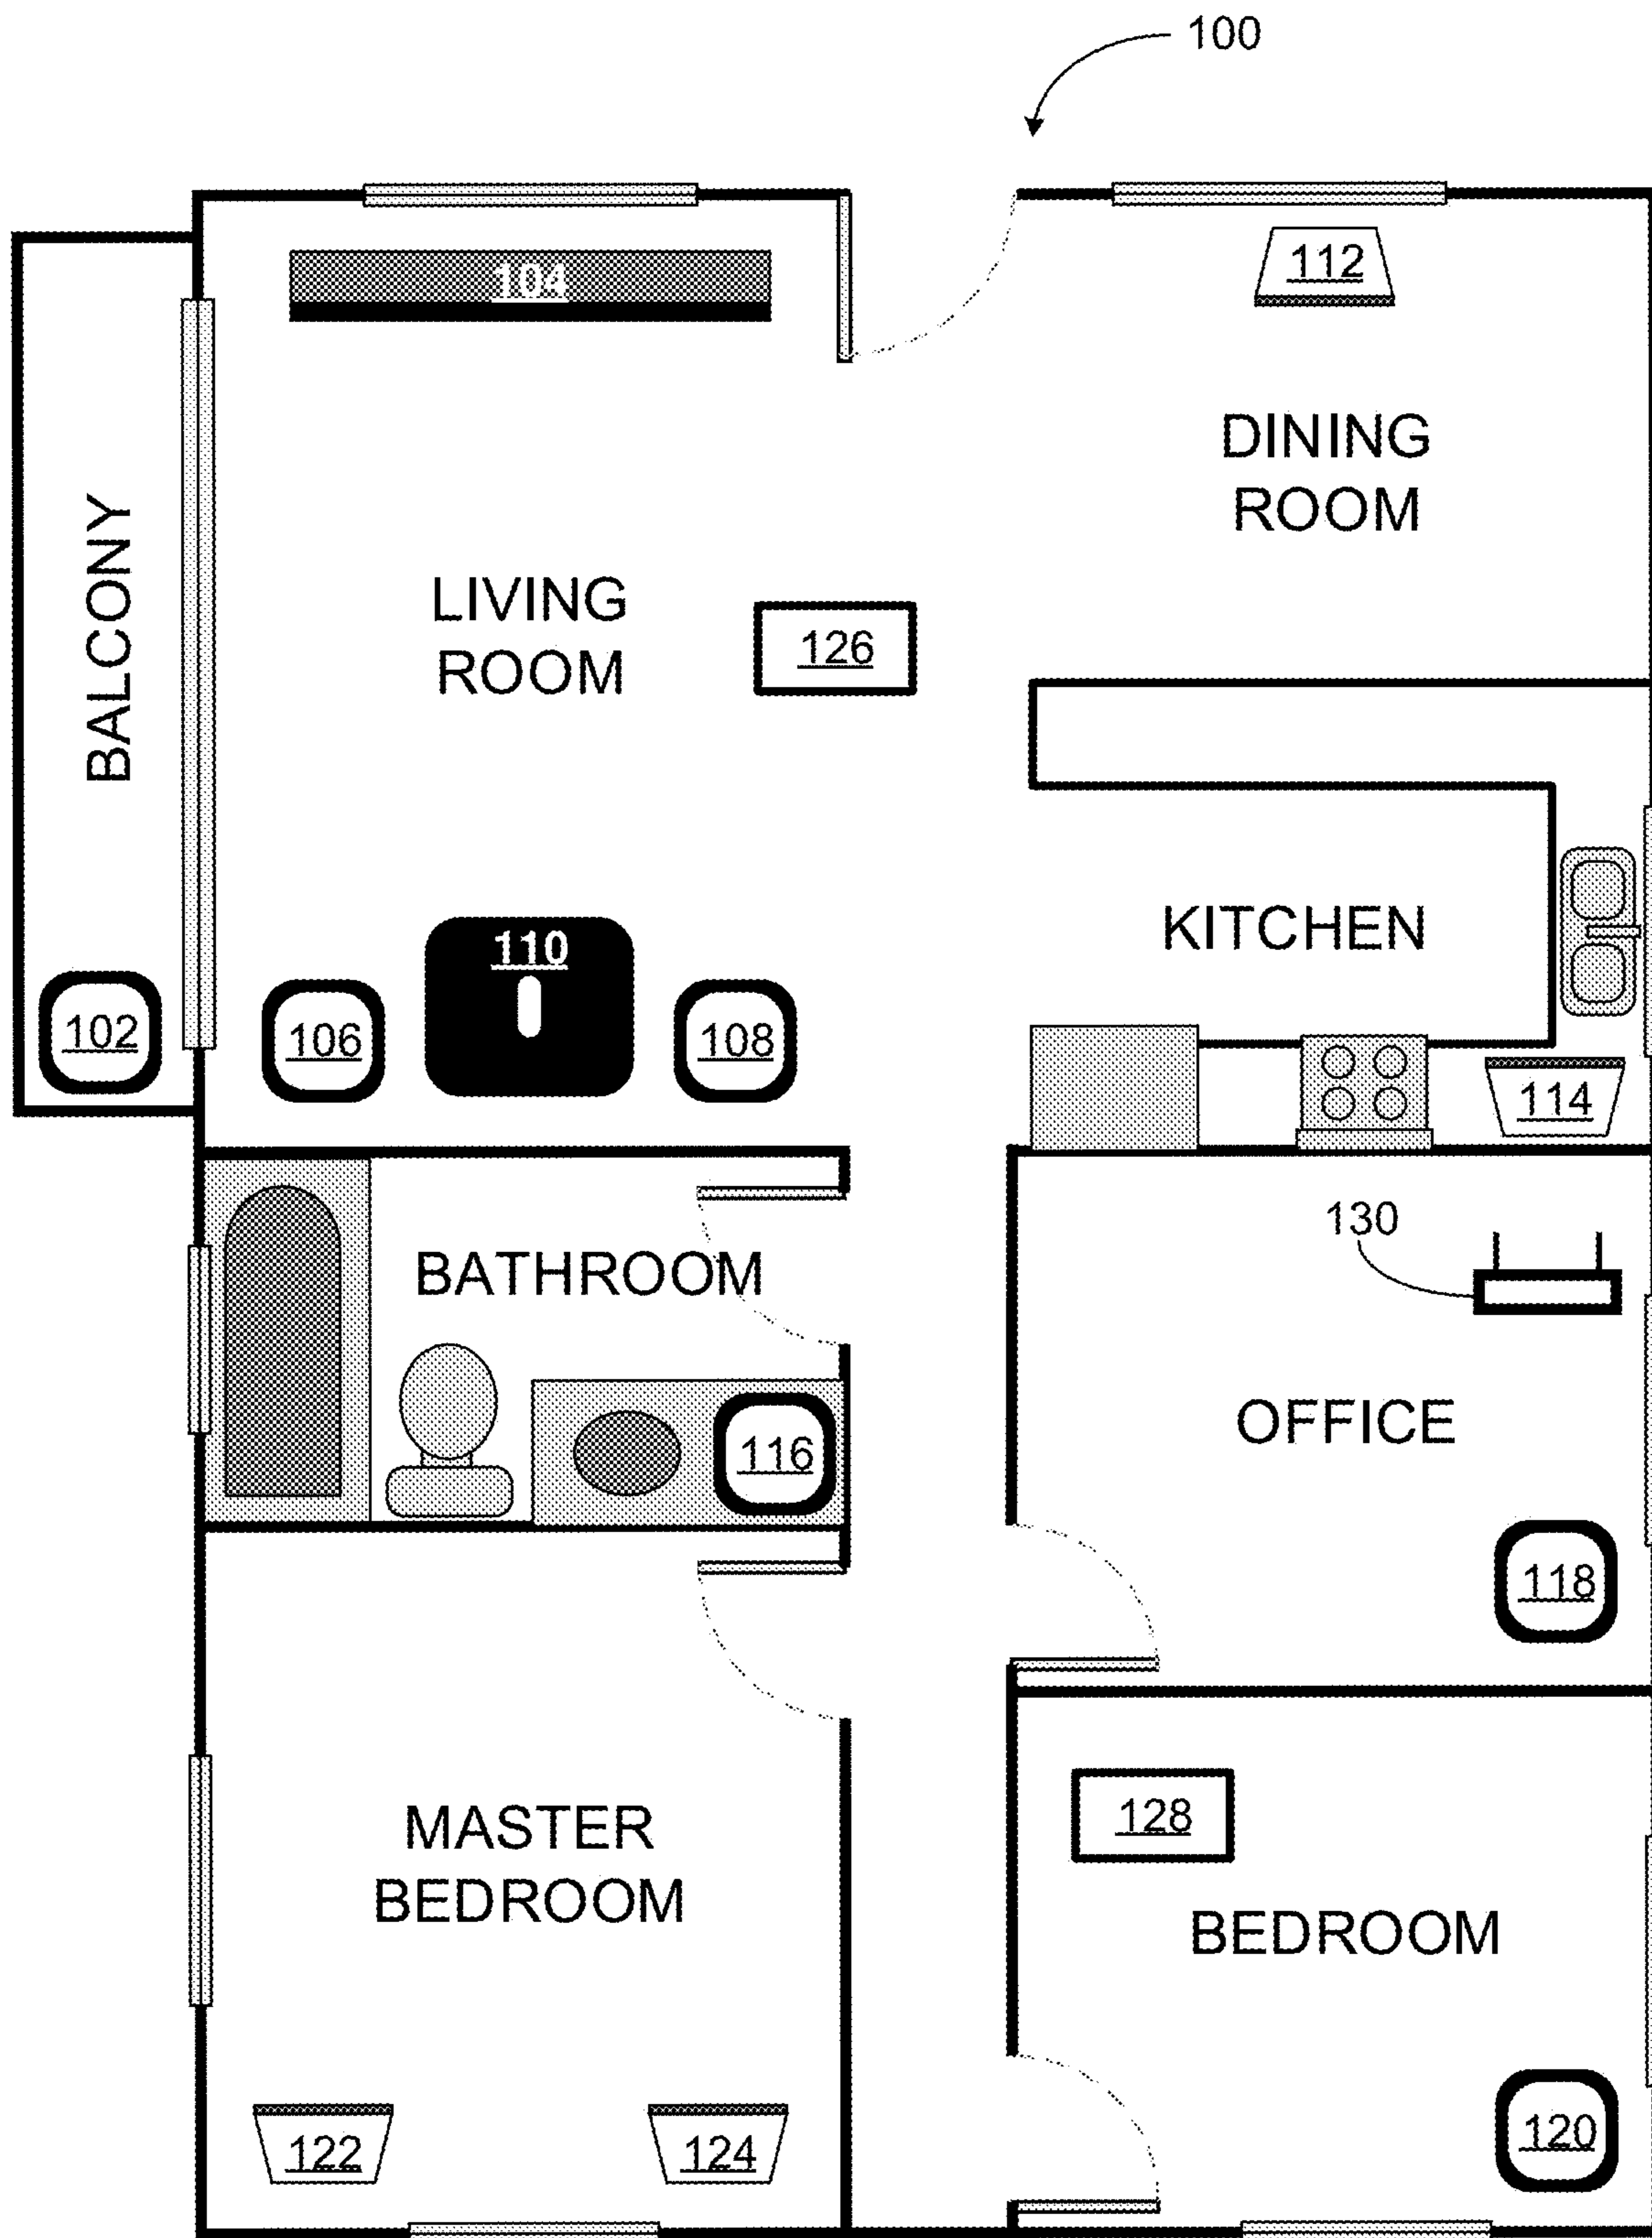 100
104
112
DINING
ROOM
BALCONY
LIVING
ROOM
126
KITCHEN
110
102
106
108
114
130
BATHROOM
OFFICE
116
118
MASTER
BEDROOM
128
BEDROOM
122
124
120